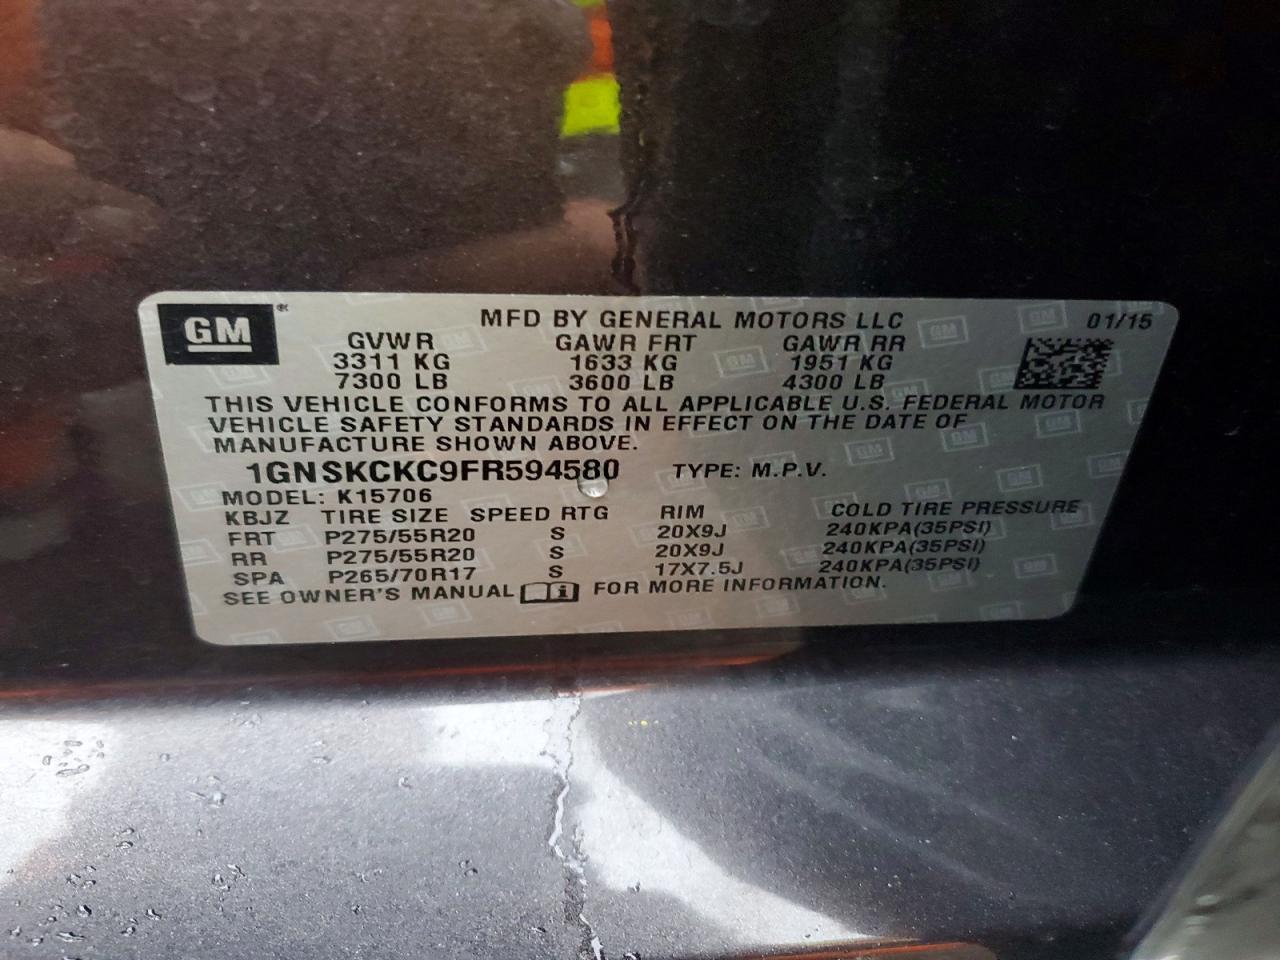 GM®
MFD BY GENERAL MOTORS LLC 01/15
GVWR GAWR FRT GAWR RR
3311 KG 1633 KG 1951 KG
7300 LB 3600 LB 4300 LB
THIS VEHICLE CONFORMS TO ALL APPLICABLE U.S. FEDERAL MOTOR
VEHICLE SAFETY STANDARDS IN EFFECT ON THE DATE OF
MANUFACTURE SHOWN ABOVE.
1GNSKCKC9FR594580 TYPE: M.P.V.
MODEL: K15706
KBJZ TIRE SIZE SPEED RTG RIM COLD TIRE PRESSURE
FRT P275/55R20 S 20X9J 240KPA(35PSI)
RR P275/55R20 S 20X9J 240KPA(35PSI)
SPA P265/70R17 S 17X7.5J 240KPA(35PSI)
SEE OWNER'S MANUAL i FOR MORE INFORMATION.